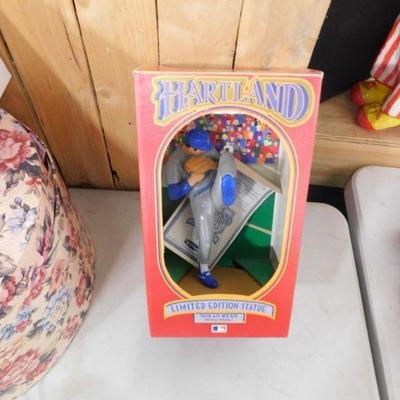 HARTLAND
LIMITED EDITION STATUE
NOLAN RYAN